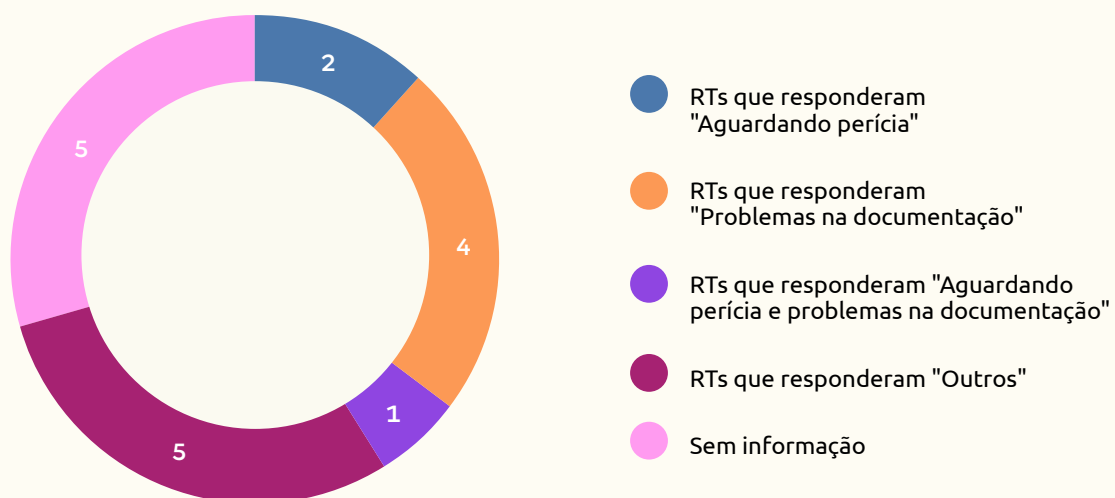 2
4
1
5
5
RTs que responderam
"Aguardando perícia"
RTs que responderam
"Problemas na documentação"
RTs que responderam "Aguardando
perícia e problemas na documentação"
RTs que responderam "Outros"
Sem informação